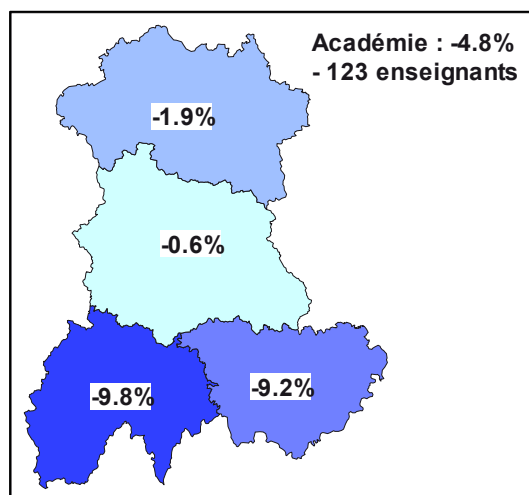 Académie : -4.8%
- 123 enseignants
-1.9%
-0.6%
-9.8%
-9.2%